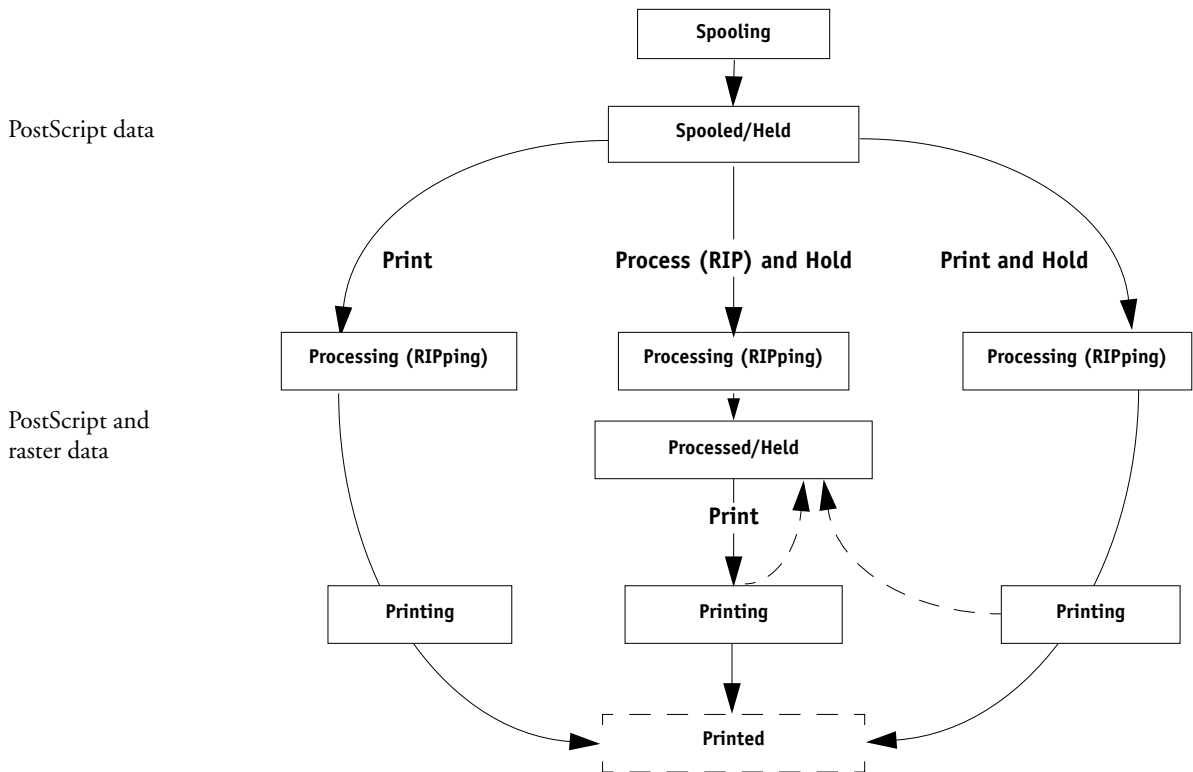 Spooling
PostScript data
Spooled/Held
Print
Process (RIP) and Hold
Print and Hold
Processing (RIPping)
Processing (RIPping)
Processing (RIPping)
PostScript and
raster data
Processed/Held
Print
Printing
Printing
Printing
Printed